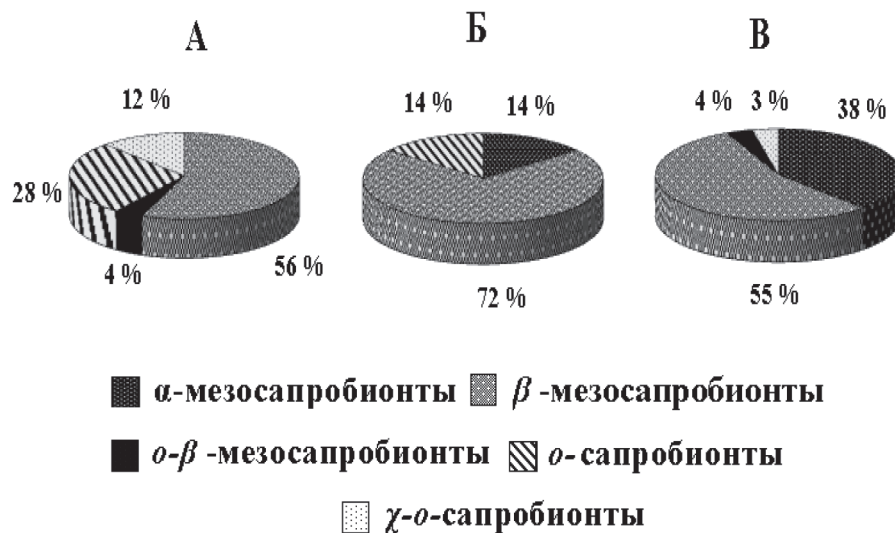 А Б В
12 % 14 % 14 % 4 % 3 % 38 %
28 %
4 % 56 % 72 % 55 %
α-мезосапробионты β -мезосапробионты
о-β -мезосапробионты о- сапробионты
χ-о-сапробионты